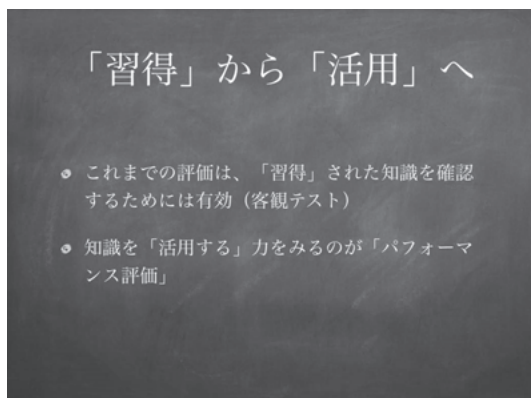 「習得」から「活用」へ
これまでの評価は、「習得」された知識を確認
するためには有効（客観テスト）
知識を「活用する」力をみるのが「パフォーマ
ンス評価」